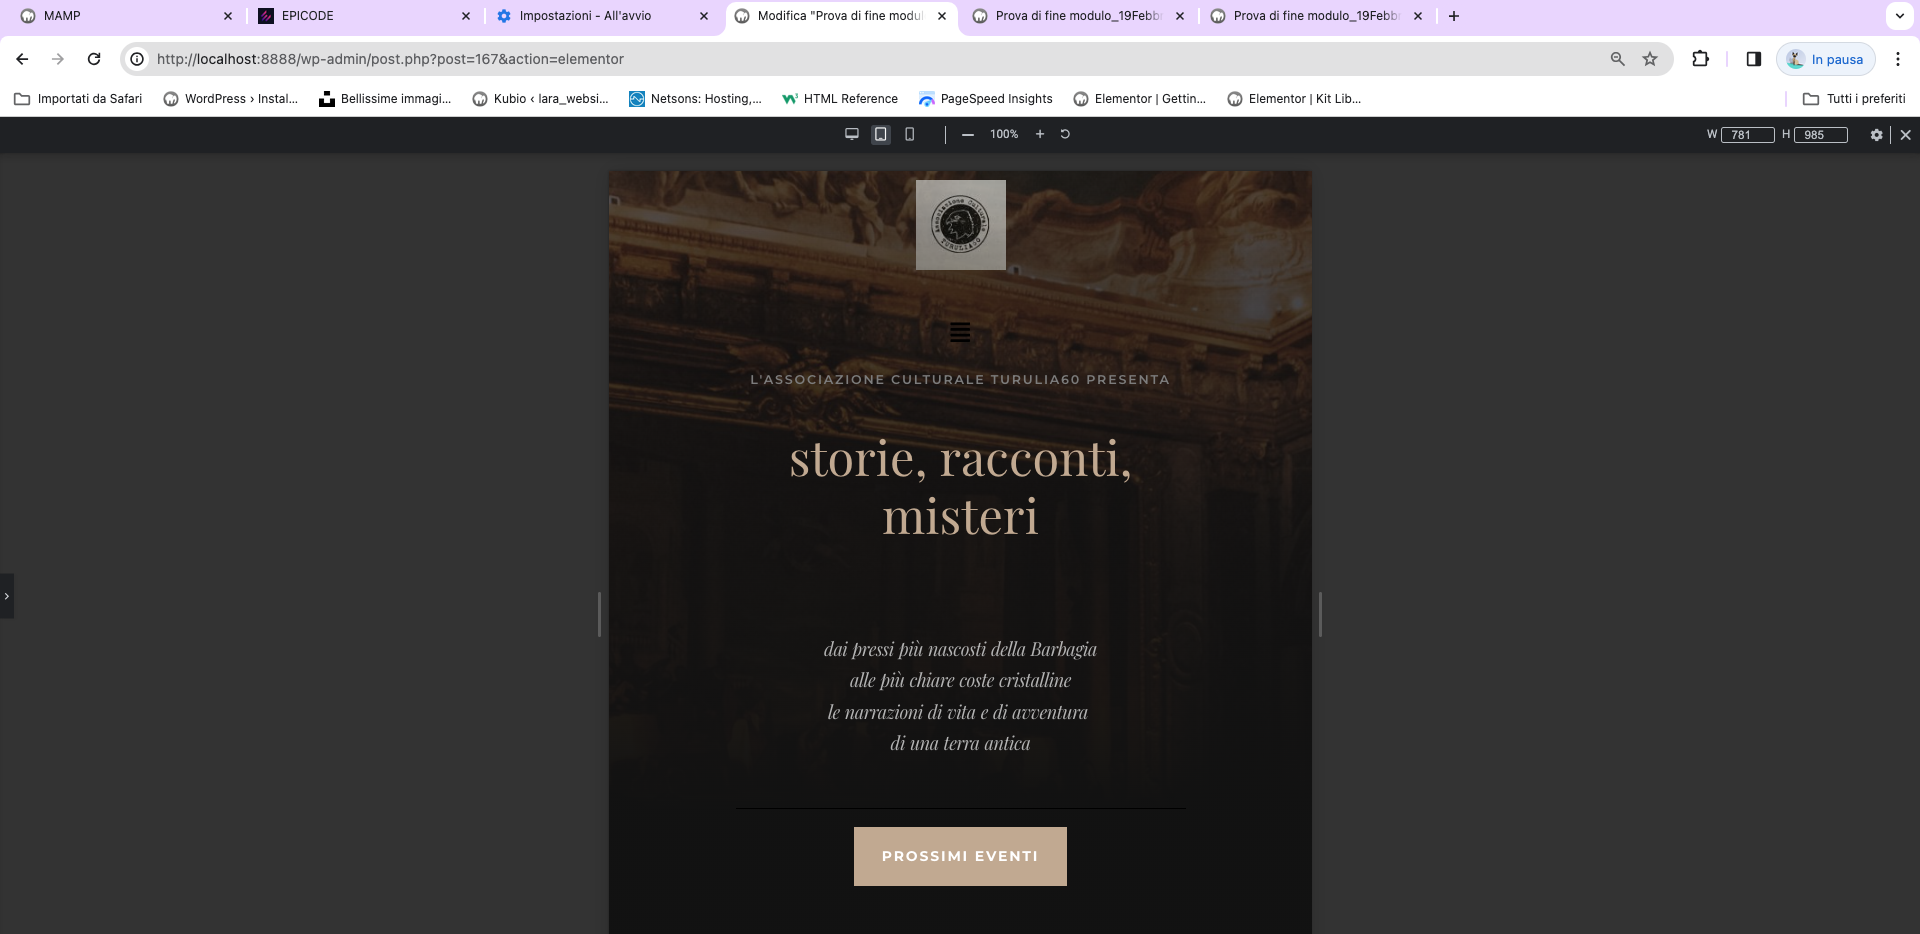 MAMP
EPICODE
Impostazioni - All'avvio
Modifica "Prova di fine modul
Prova di fine modulo_19Febb
Prova di fine modulo_19Febb
http://localhost:8888/wp-admin/post.php?post=167&action=elementor
In pausa
Importati da Safari
WordPress › Instal...
Bellissime immagi...
Kubio ‹ lara_websi...
Netsons: Hosting,...
HTML Reference
PageSpeed Insights
Elementor | Gettin...
Elementor | Kit Lib...
Tutti i preferiti
100%
W 781 H 985
Associazione Culturale
TURULIA60
L'ASSOCIAZIONE CULTURALE TURULIA60 PRESENTA
storie, racconti,
misteri
dai pressi più nascosti della Barbagia
alle più chiare coste cristalline
le narrazioni di vita e di avventura
di una terra antica
PROSSIMI EVENTI